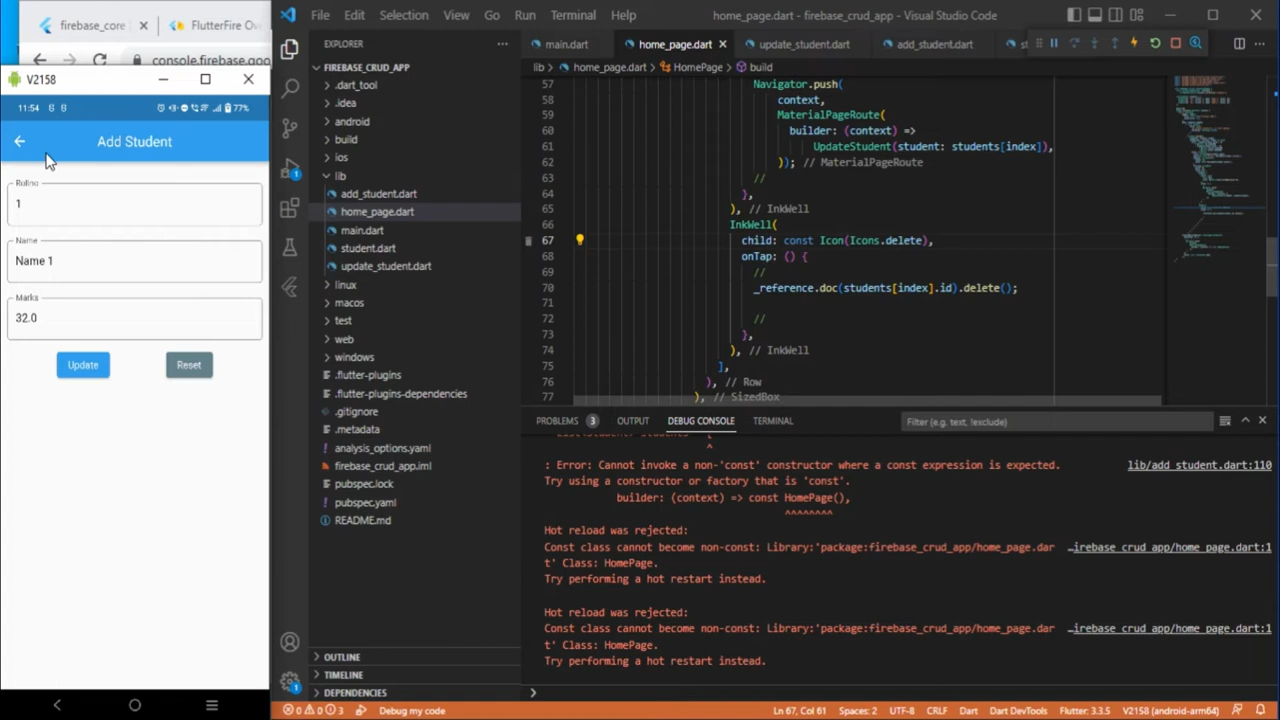 firebase_core
FlutterFire Ov
console.firebase.goo
V2158
11:54
77%
Add Student
Rollno
1
Name
Name 1
Marks
32.0
Update
Reset
File Edit Selection View Go Run Terminal Help
home_page.dart - firebase_crud_app - Visual Studio Code
EXPLORER
FIREBASE_CRUD_APP
.dart_tool
.idea
android
build
ios
lib
add_student.dart
home_page.dart
main.dart
student.dart
update_student.dart
linux
macos
test
web
windows
.flutter-plugins
.flutter-plugins-dependencies
.gitignore
.metadata
analysis_options.yaml
firebase_crud_app.iml
pubspec.lock
pubspec.yaml
README.md
OUTLINE
TIMELINE
DEPENDENCIES
main.dart
home_page.dart
update_student.dart
add_student.dart
st
lib > home_page.dart > HomePage > build
57 Navigator.push(
58 context,
59 MaterialPageRoute(
60 builder: (context) =>
61 UpdateStudent(student: students[index]),
62 )); // MaterialPageRoute
63 //
64 },
65 ), // InkWell
66 InkWell(
67 child: const Icon(Icons.delete),
68 onTap: () {
69 //
70 _reference.doc(students[index].id).delete();
71
72 //
73 },
74 ), // InkWell
75 ],
76 ), // Row
77 ), // SizedBox
PROBLEMS 3 OUTPUT DEBUG CONSOLE TERMINAL
Filter (e.g. text, !exclude)
^
: Error: Cannot invoke a non-'const' constructor where a const expression is expected.
lib/add_student.dart:110
Try using a constructor or factory that is 'const'.
builder: (context) => const HomePage(),
^^^^^^^^
Hot reload was rejected:
Const class cannot become non-const: Library:'package:firebase_crud_app/home_page.dar
…irebase_crud_app/home_page.dart:1
t' Class: HomePage.
Try performing a hot restart instead.
Hot reload was rejected:
Const class cannot become non-const: Library:'package:firebase_crud_app/home_page.dar
…irebase_crud_app/home_page.dart:1
t' Class: HomePage.
Try performing a hot restart instead.
0 0 3 Debug my code
Ln 67, Col 61 Spaces: 2 UTF-8 CRLF Dart Dart DevTools Flutter: 3.3.5 V2158 (android-arm64)